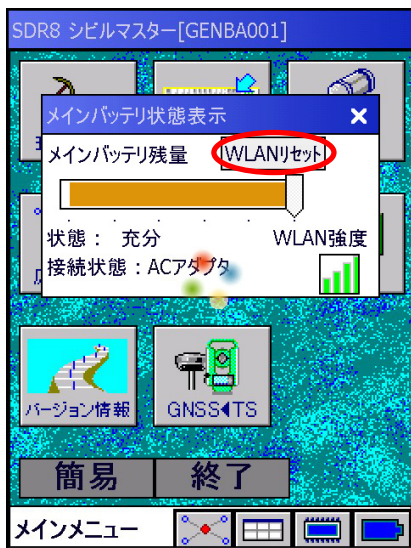 SDR8 シビルマスター[GENBA001]
メインバッテリ状態表示
メインバッテリ残量 WLANリセット
状態： 充分 WLAN強度
接続状態：ACアダプタ
バージョン情報 GNSS◀TS
簡易 終了
メインメニュー